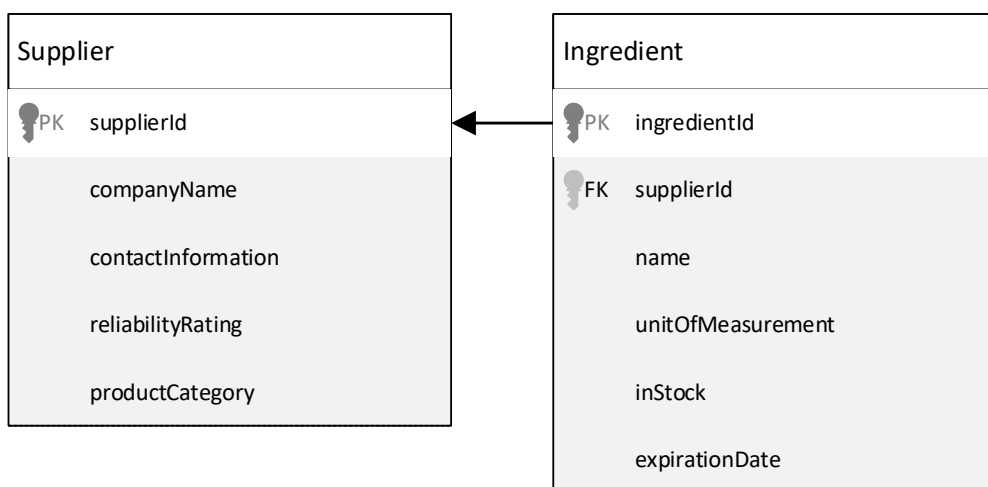 Supplier
PK supplierId
companyName
contactInformation
reliabilityRating
productCategory
Ingredient
PK ingredientId
FK supplierId
name
unitOfMeasurement
inStock
expirationDate